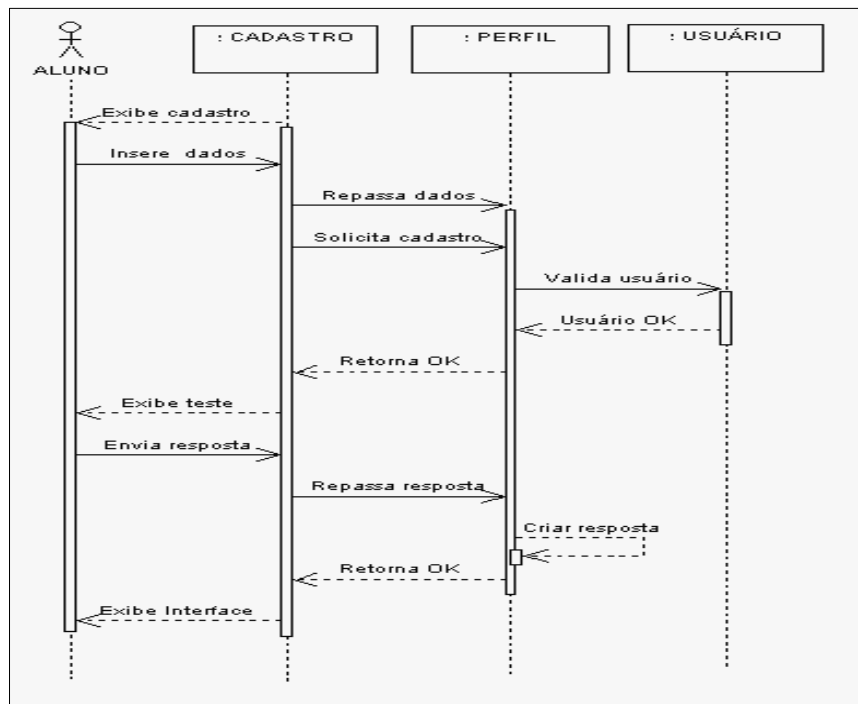 : CADASTRO
: PERFIL
: USUÁRIO
ALUNO
Exibe cadastro
Insere dados
Repassa dados
Solicita cadastro
Valida usuário
Usuário OK
Retorna OK
Exibe teste
Envia resposta
Repassa resposta
Criar resposta
Retorna OK
Exibe Interface